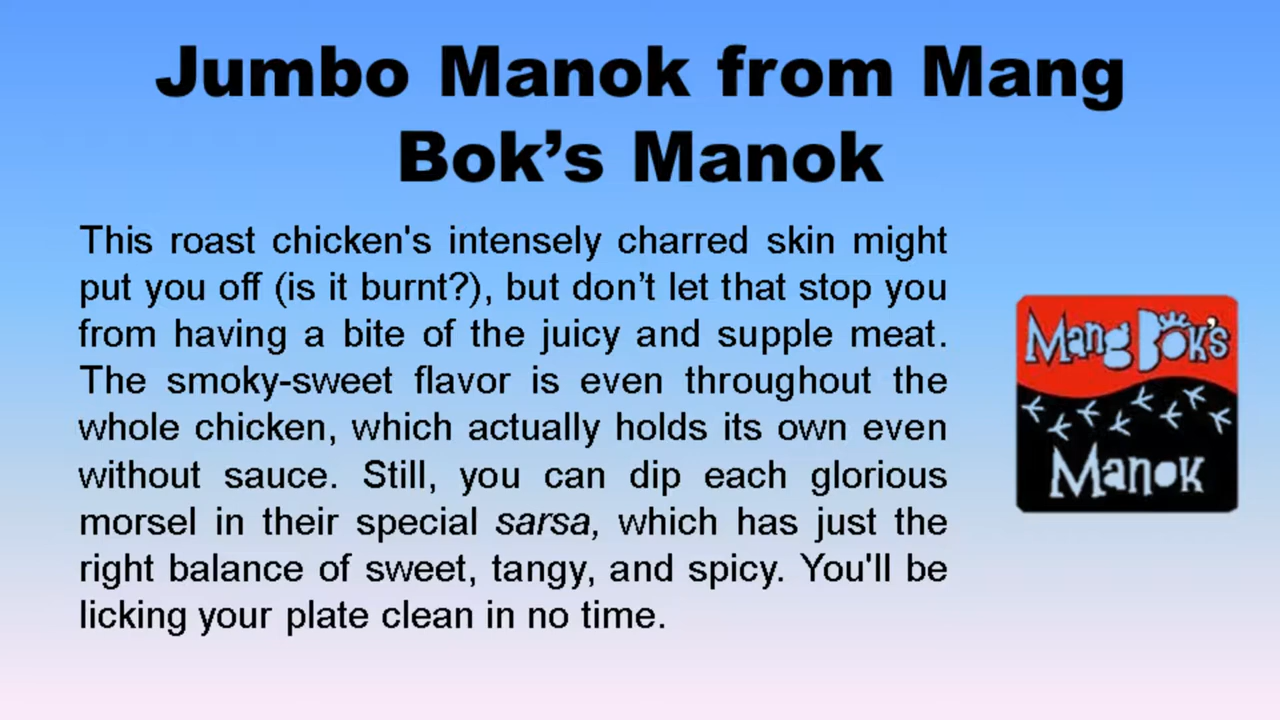 Jumbo Manok from Mang
Bok’s Manok
This roast chicken's intensely charred skin might
put you off (is it burnt?), but don’t let that stop you
from having a bite of the juicy and supple meat.
The smoky-sweet flavor is even throughout the
whole chicken, which actually holds its own even
without sauce. Still, you can dip each glorious
morsel in their special sarsa, which has just the
right balance of sweet, tangy, and spicy. You'll be
licking your plate clean in no time.
Mang Bok's
Manok